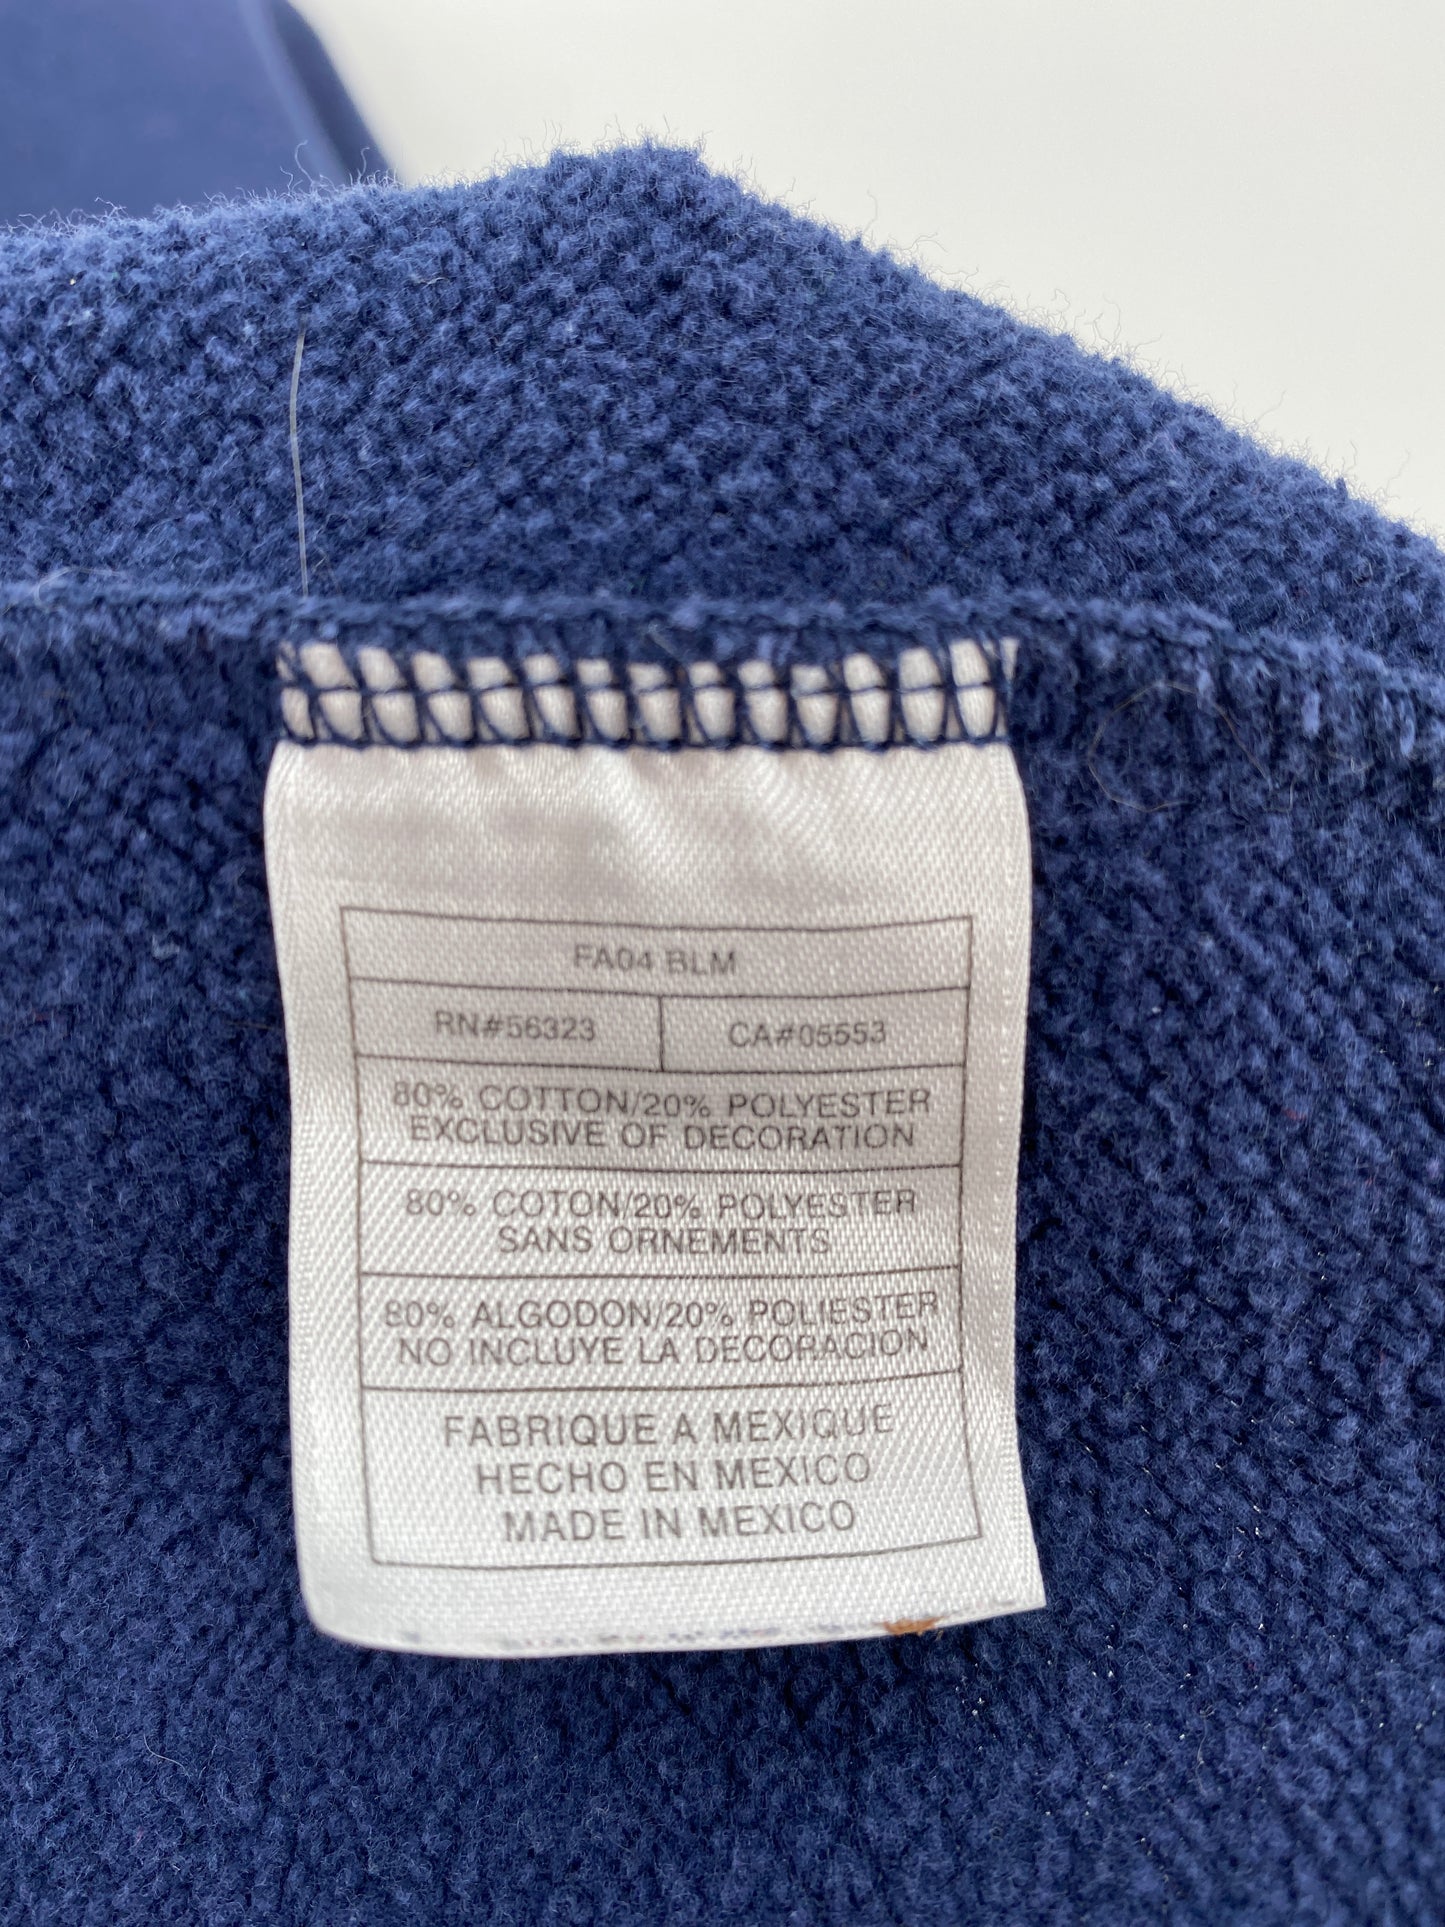 FA04 BLM
RN#56323 CA#05553
80% COTTON/20% POLYESTER
EXCLUSIVE OF DECORATION
80% COTON/20% POLYESTER
SANS ORNEMENTS
80% ALGODON/20% POLIESTER
NO INCLUYE LA DECORACION
FABRIQUE A MEXIQUE
HECHO EN MEXICO
MADE IN MEXICO